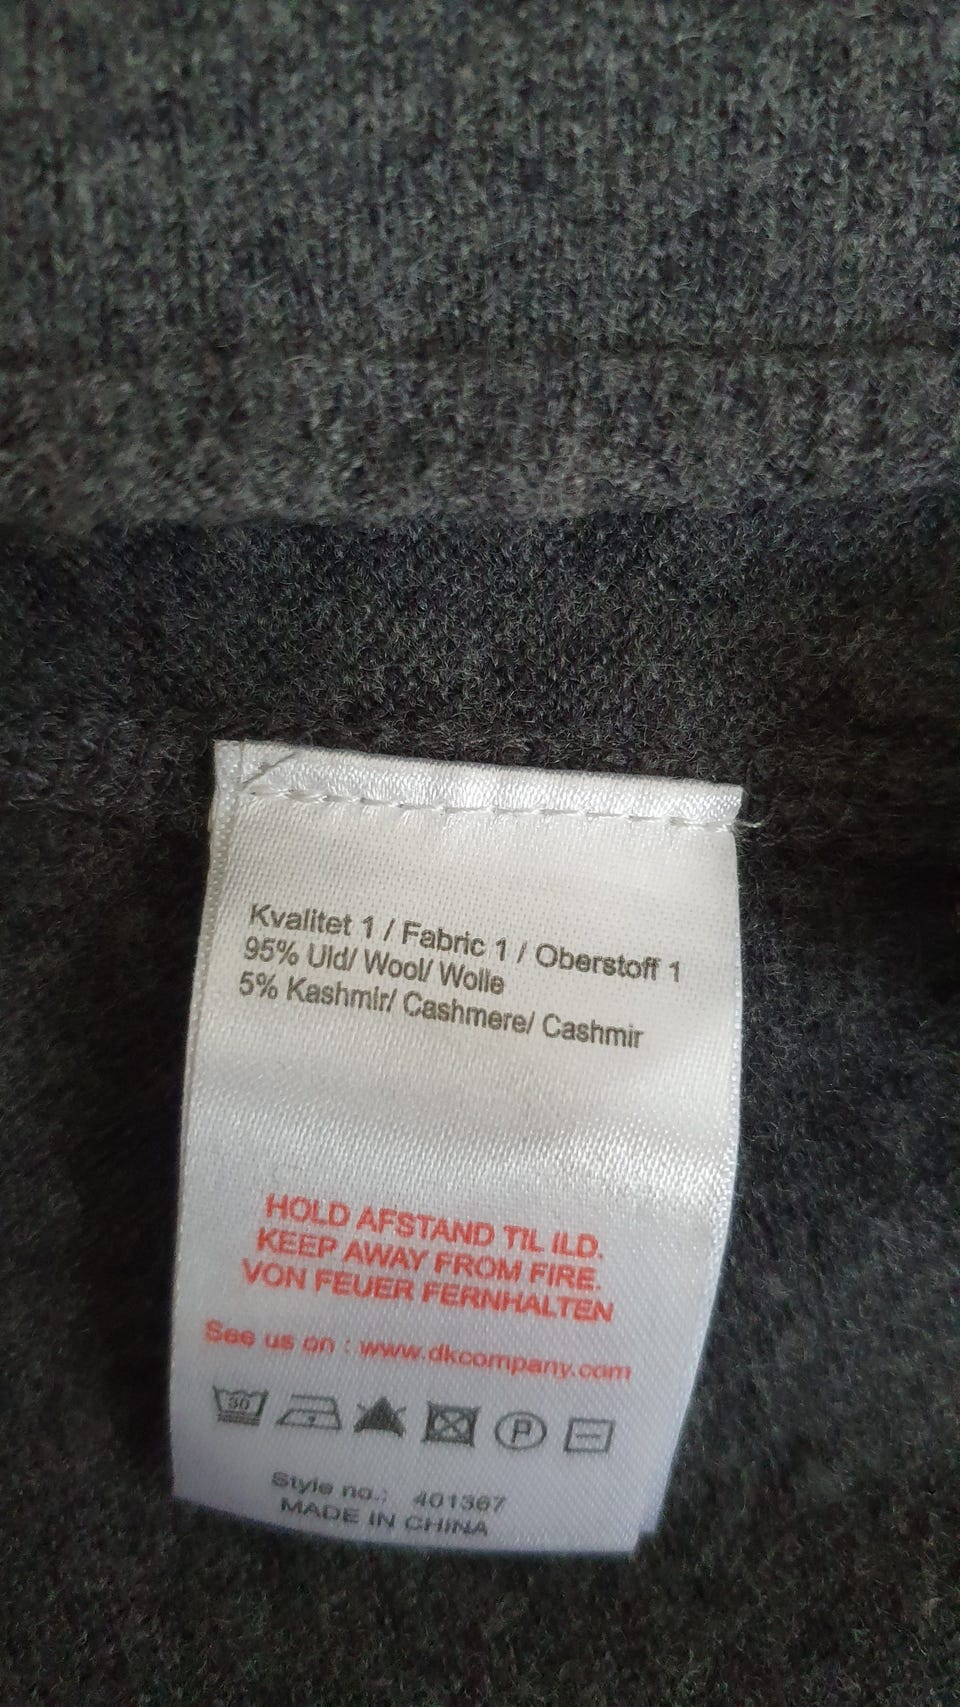 Kvalitet 1 / Fabric 1 / Oberstoff 1
95% Uld/ Wool/ Wolle
5% Kashmir/ Cashmere/ Cashmir
HOLD AFSTAND TIL ILD.
KEEP AWAY FROM FIRE.
VON FEUER FERNHALTEN
See us on : www.dkcompany.com
30 P
Style no.: 401367
MADE IN CHINA